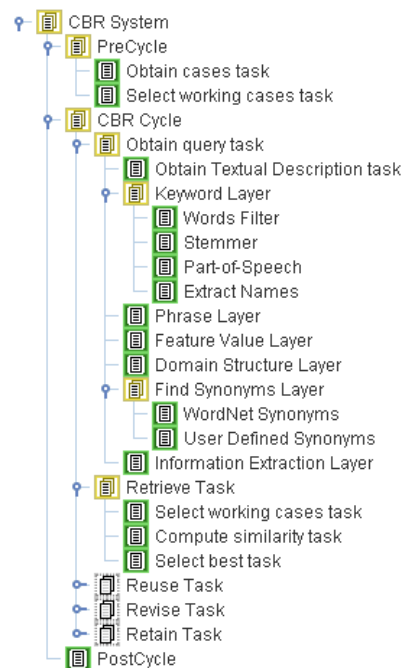 CBR System
PreCycle
Obtain cases task
Select working cases task
CBR Cycle
Obtain query task
Obtain Textual Description task
Keyword Layer
Words Filter
Stemmer
Part-of-Speech
Extract Names
Phrase Layer
Feature Value Layer
Domain Structure Layer
Find Synonyms Layer
WordNet Synonyms
User Defined Synonyms
Information Extraction Layer
Retrieve Task
Select working cases task
Compute similarity task
Select best task
Reuse Task
Revise Task
Retain Task
PostCycle